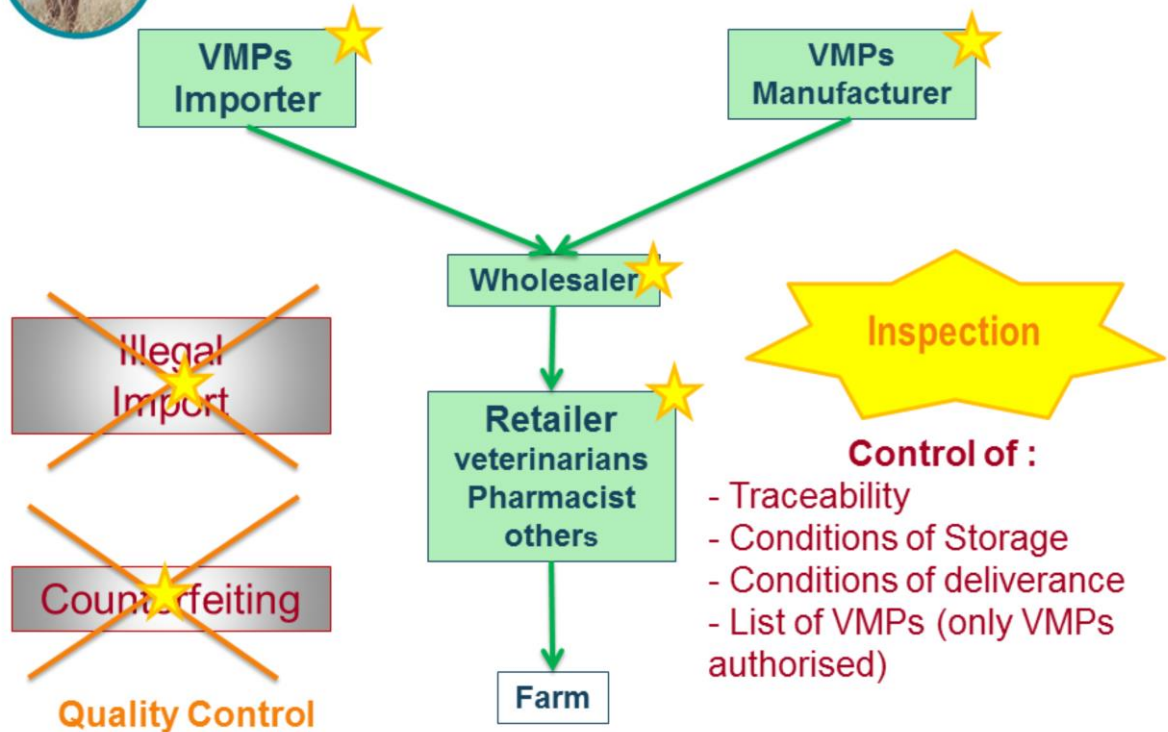 VMPs
Importer
VMPs
Manufacturer
Wholesaler
Illegal
Import
Inspection
Retailer
veterinarians
Pharmacist
others
Control of :
- Traceability
- Conditions of Storage
- Conditions of deliverance
- List of VMPs (only VMPs
authorised)
Counterfeiting
Farm
Quality Control